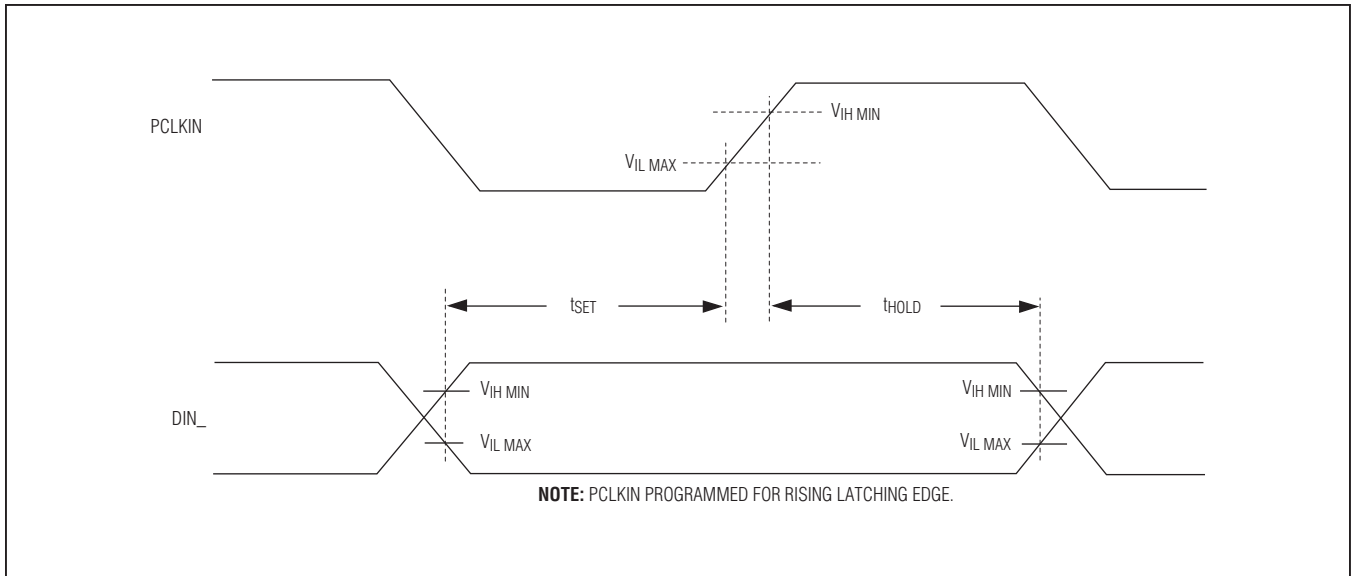 PCLKIN
VIH MIN
VIL MAX
tSET
tHOLD
DIN_
VIH MIN
VIH MIN
VIL MAX
VIL MAX
NOTE: PCLKIN PROGRAMMED FOR RISING LATCHING EDGE.